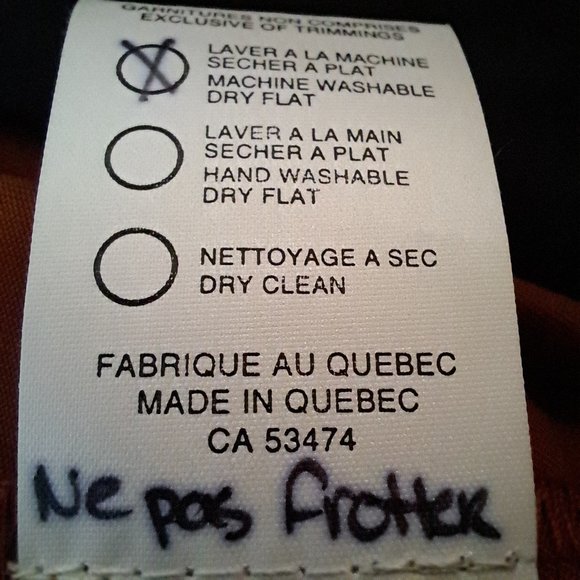 GARNITURES NON COMPRISES
EXCLUSIVE OF TRIMMINGS
LAVER A LA MACHINE
SECHER A PLAT
MACHINE WASHABLE
DRY FLAT
LAVER A LA MAIN
SECHER A PLAT
HAND WASHABLE
DRY FLAT
NETTOYAGE A SEC
DRY CLEAN
FABRIQUE AU QUEBEC
MADE IN QUEBEC
CA 53474
Ne pas frotter